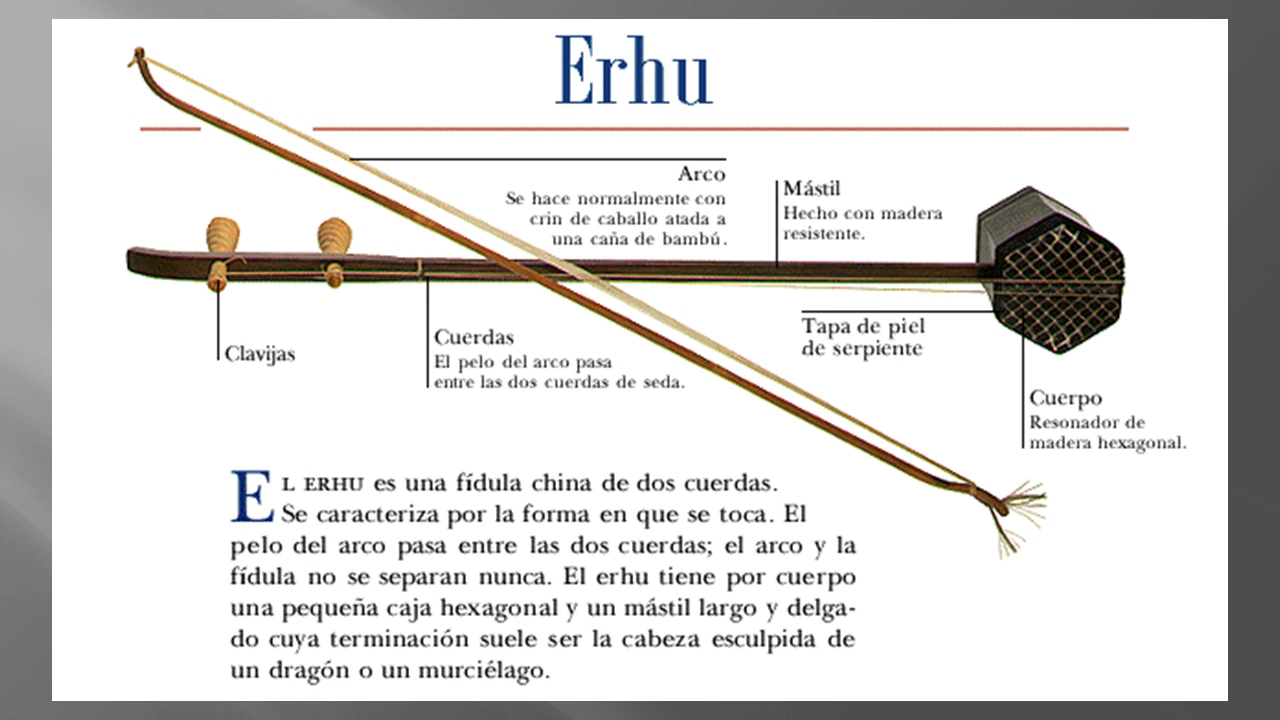 Erhu
Arco
Se hace normalmente con
crin de caballo atada a
una caña de bambú.
Mástil
Hecho con madera
resistente.
Clavijas
Cuerdas
El pelo del arco pasa
entre las dos cuerdas de seda.
Tapa de piel
de serpiente
Cuerpo
Resonador de
madera hexagonal.
EL ERHU es una fídula china de dos cuerdas.
Se caracteriza por la forma en que se toca. El
pelo del arco pasa entre las dos cuerdas; el arco y la
fídula no se separan nunca. El erhu tiene por cuerpo
una pequeña caja hexagonal y un mástil largo y delga-
do cuya terminación suele ser la cabeza esculpida de
un dragón o un murciélago.